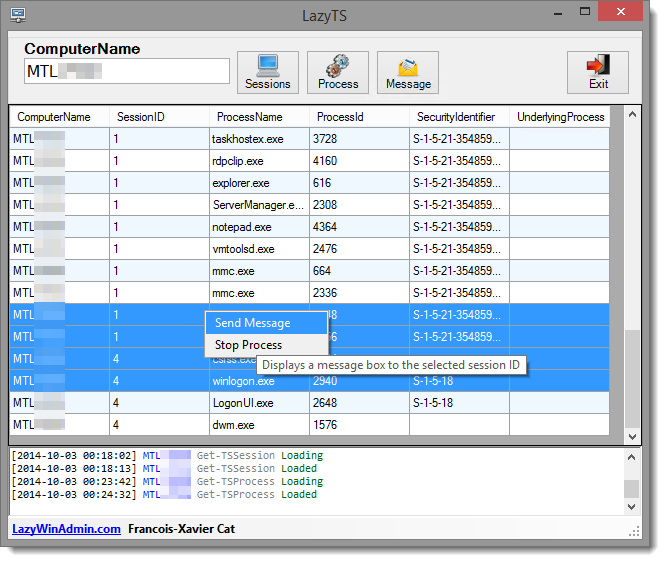 LazyTS
ComputerName
MTL
Sessions
Process
Message
Exit
ComputerName SessionID ProcessName ProcessId SecurityIdentifier UnderlyingProcess
MTL 1 taskhostex.exe 3728 S-1-5-21-354859...
MTL 1 rdpclip.exe 4160 S-1-5-21-354859...
MTL 1 explorer.exe 616 S-1-5-21-354859...
MTL 1 ServerManager.e... 2308 S-1-5-21-354859...
MTL 1 notepad.exe 4364 S-1-5-21-354859...
MTL 1 vmtoolsd.exe 2476 S-1-5-21-354859...
MTL 1 mmc.exe 664 S-1-5-21-354859...
MTL 1 mmc.exe 2336 S-1-5-21-354859...
MTL 1 S-1-5-21-354859...
Send Message
MTL 1 S-1-5-21-354859...
Stop Process
MTL 4 csrss.exe
Displays a message box to the selected session ID
MTL 4 winlogon.exe 2940 S-1-5-18
MTL 4 LogonUI.exe 2648 S-1-5-18
MTL 4 dwm.exe 1576
[2014-10-03 00:18:02] MTL Get-TSSession Loading
[2014-10-03 00:18:13] MTL Get-TSSession Loaded
[2014-10-03 00:23:42] MTL Get-TSProcess Loading
[2014-10-03 00:24:32] MTL Get-TSProcess Loaded
LazyWinAdmin.com Francois-Xavier Cat